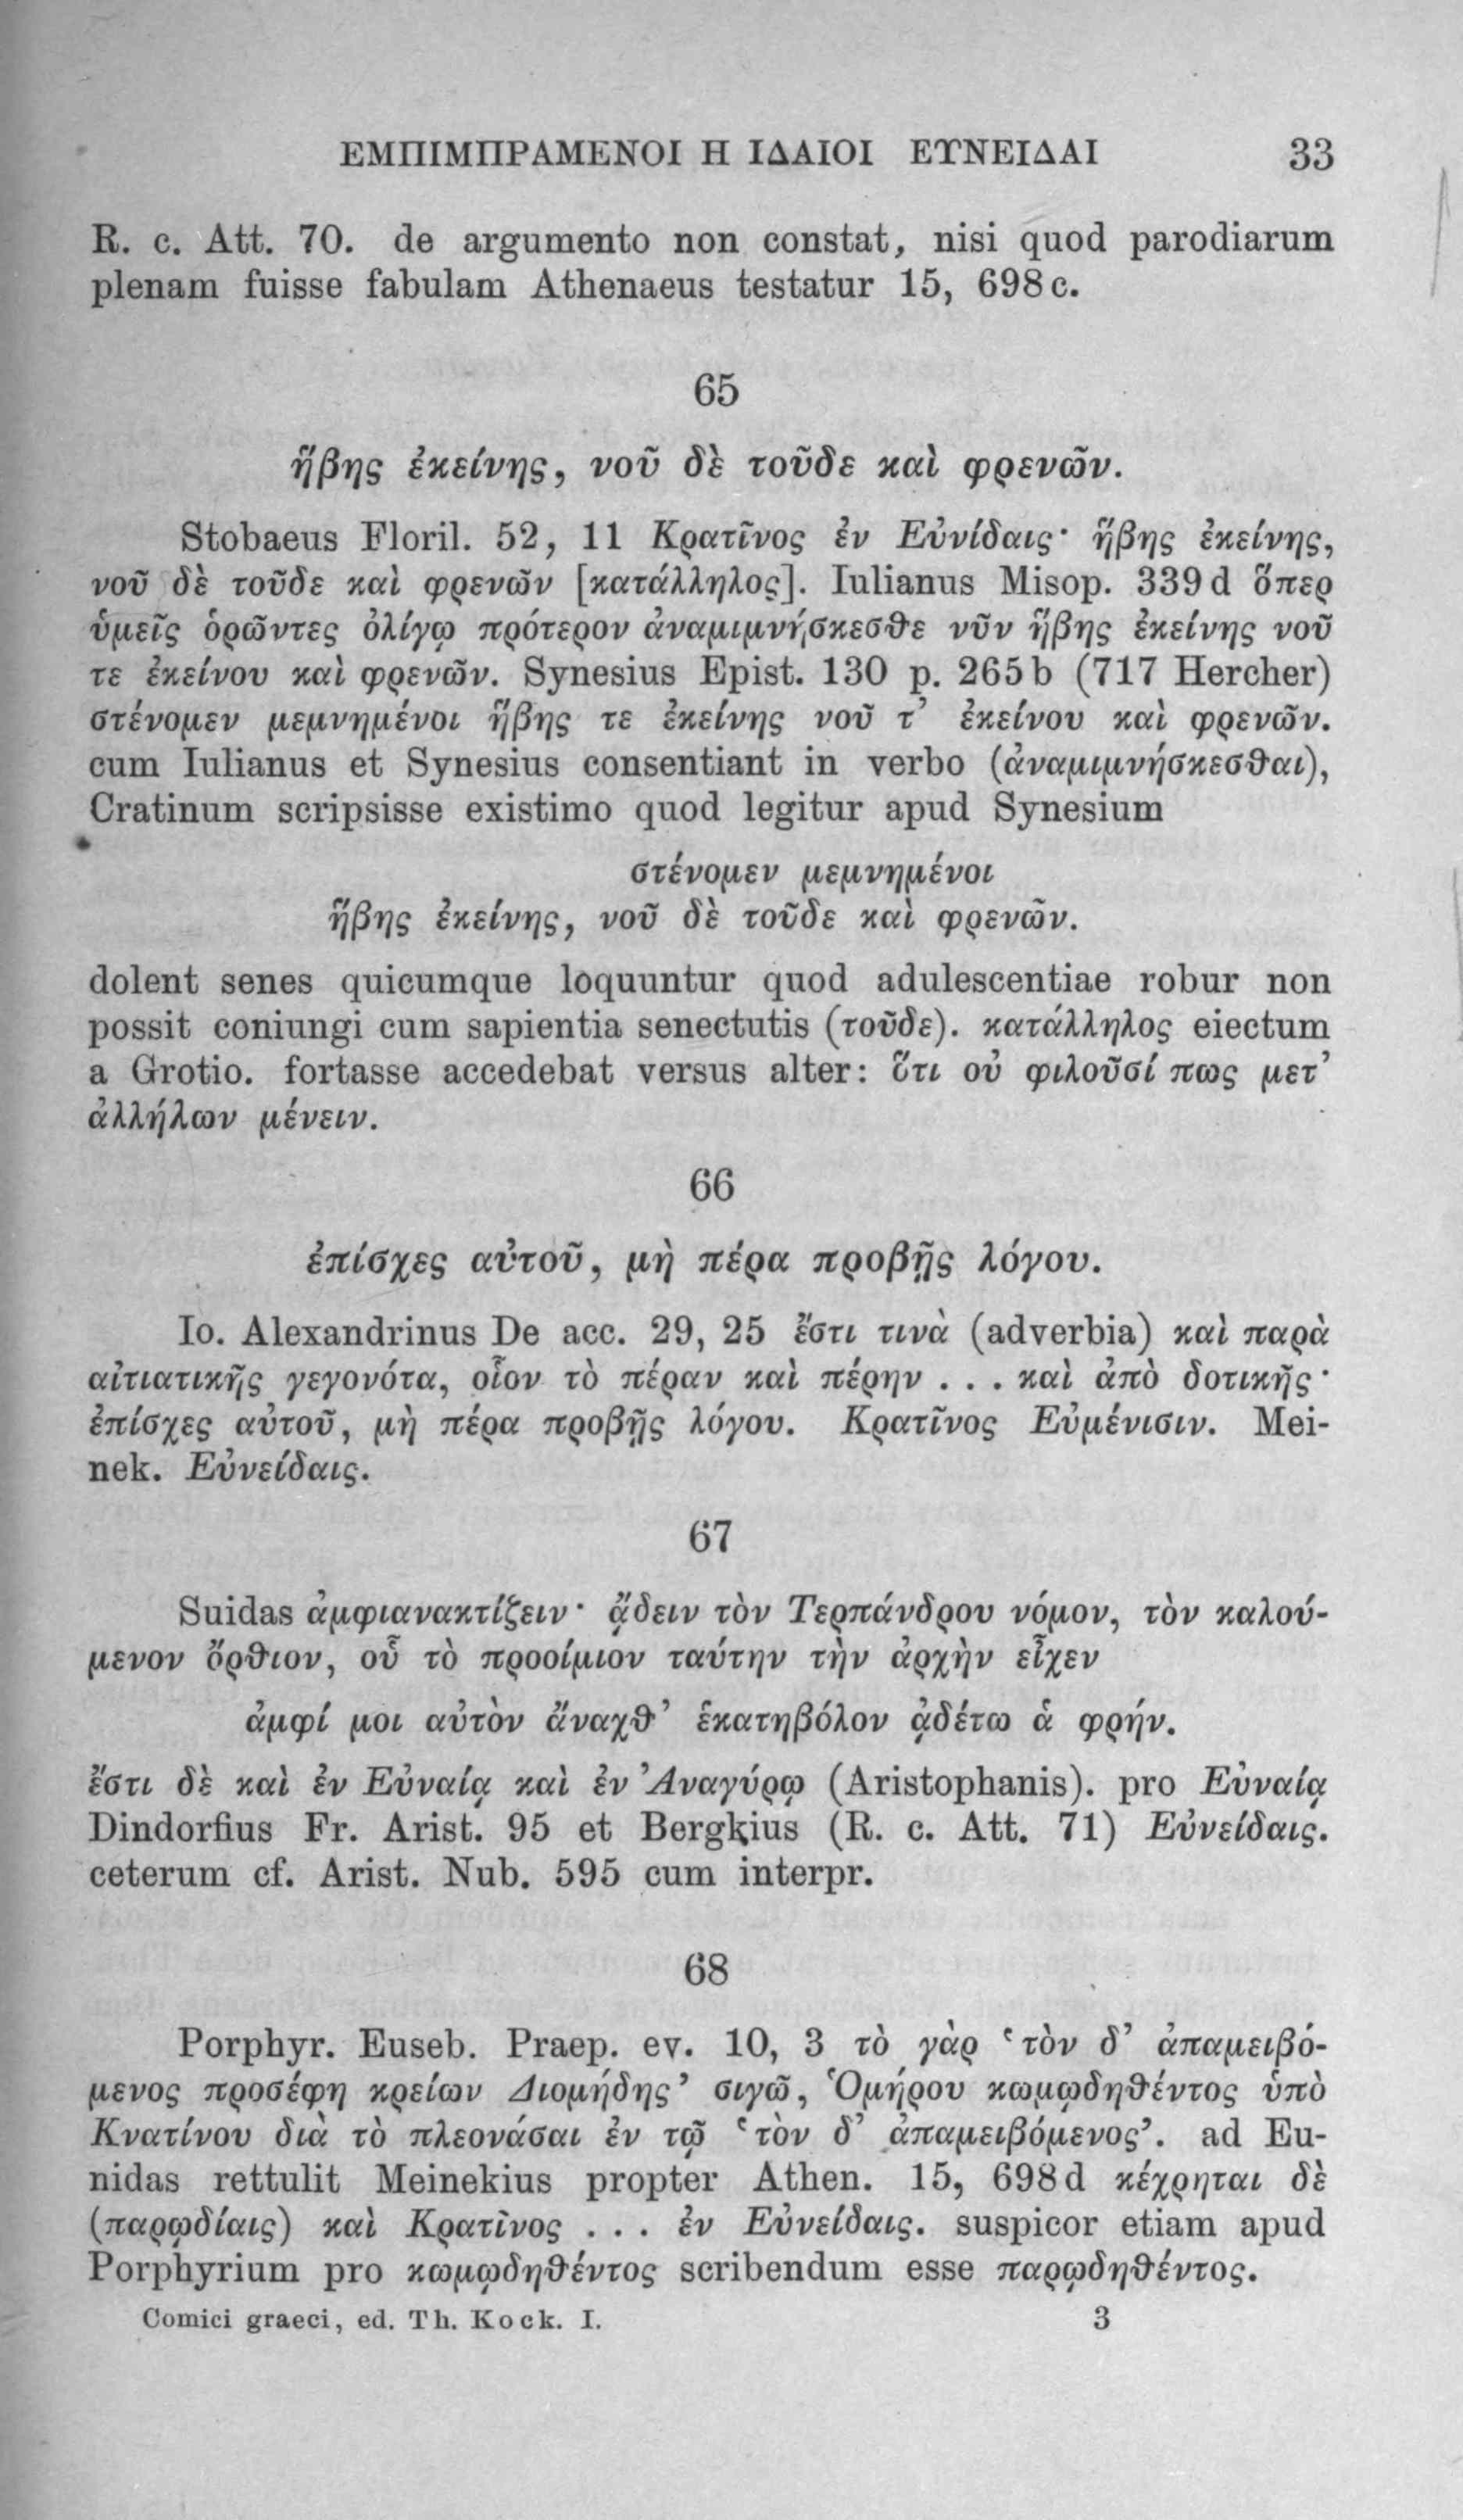 ΕΜΠΙΜΠΡΑΜΕΝΟΙ Η ΙΔΑΙΟΙ ΕΥΝΕΙΔΑΙ 33
R. c. Att. 70. de argumento non constat, nisi quod parodiarum
plenam fuisse fabulam Athenaeus testatur 15, 698 c.
65
ἥβης ἐκείνης, νοῦ δὲ τοῦδε καὶ φρενῶν.
Stobaeus Floril. 52, 11 Κρατῖνος ἐν Εὐνίδαις· ἥβης ἐκείνης,
νοῦ δὲ τοῦδε καὶ φρενῶν [κατάλληλος]. Iulianus Misop. 339 d ὅπερ
ὑμεῖς ὁρῶντες ὀλίγῳ πρότερον ἀναμιμνήσκεσθε νῦν ἥβης ἐκείνης νοῦ
τε ἐκείνου καὶ φρενῶν. Synesius Epist. 130 p. 265 b (717 Hercher)
στένομεν μεμνημένοι ἥβης τε ἐκείνης νοῦ τ’ ἐκείνου καὶ φρενῶν.
cum Iulianus et Synesius consentiant in verbo (ἀναμιμνήσκεσθαι),
Cratinum scripsisse existimo quod legitur apud Synesium
στένομεν μεμνημένοι
ἥβης ἐκείνης, νοῦ δὲ τοῦδε καὶ φρενῶν.
dolent senes quicumque loquuntur quod adulescentiae robur non
possit coniungi cum sapientia senectutis (τοῦδε). κατάλληλος eiectum
a Grotio. fortasse accedebat versus alter: ὅτι οὐ φιλοῦσί πως μετ’
ἀλλήλων μένειν.
66
ἐπίσχες αὐτοῦ, μὴ πέρα προβῇς λόγου.
Io. Alexandrinus De acc. 29, 25 ἔστι τινὰ (adverbia) καὶ παρὰ
αἰτιατικῆς γεγονότα, οἷον τὸ πέραν καὶ πέρην . . . καὶ ἀπὸ δοτικῆς·
ἐπίσχες αὐτοῦ, μὴ πέρα προβῇς λόγου. Κρατῖνος Εὐμένισιν. Mei-
nek. Εὐνείδαις.
67
Suidas ἀμφιανακτίζειν· ᾄδειν τὸν Τερπάνδρου νόμον, τὸν καλού-
μενον ὄρθιον, οὗ τὸ προοίμιον ταύτην τὴν ἀρχὴν εἶχεν
ἀμφί μοι αὐτὸν ἄναχθ’ ἑκατηβόλον ᾀδέτω ἁ φρήν.
ἔστι δὲ καὶ ἐν Εὐναίᾳ καὶ ἐν Ἀναγύρῳ (Aristophanis). pro Εὐναίᾳ
Dindorfius Fr. Arist. 95 et Bergkius (R. c. Att. 71) Εὐνείδαις.
ceterum cf. Arist. Nub. 595 cum interpr.
68
Porphyr. Euseb. Praep. ev. 10, 3 τὸ γὰρ ‘τὸν δ’ ἀπαμειβό-
μενος προσέφη κρείων Διομήδης’ σιγῶ, Ὁμήρου κωμῳδηθέντος ὑπὸ
Κνατίνου διὰ τὸ πλεονάσαι ἐν τῷ ‘τὸν δ’ ἀπαμειβόμενος’. ad Eu-
nidas rettulit Meinekius propter Athen. 15, 698 d κέχρηται δὲ
(παρῳδίαις) καὶ Κρατῖνος . . . ἐν Εὐνείδαις. suspicor etiam apud
Porphyrium pro κωμῳδηθέντος scribendum esse παρῳδηθέντος.
Comici graeci, ed. Th. Kock. I. 3